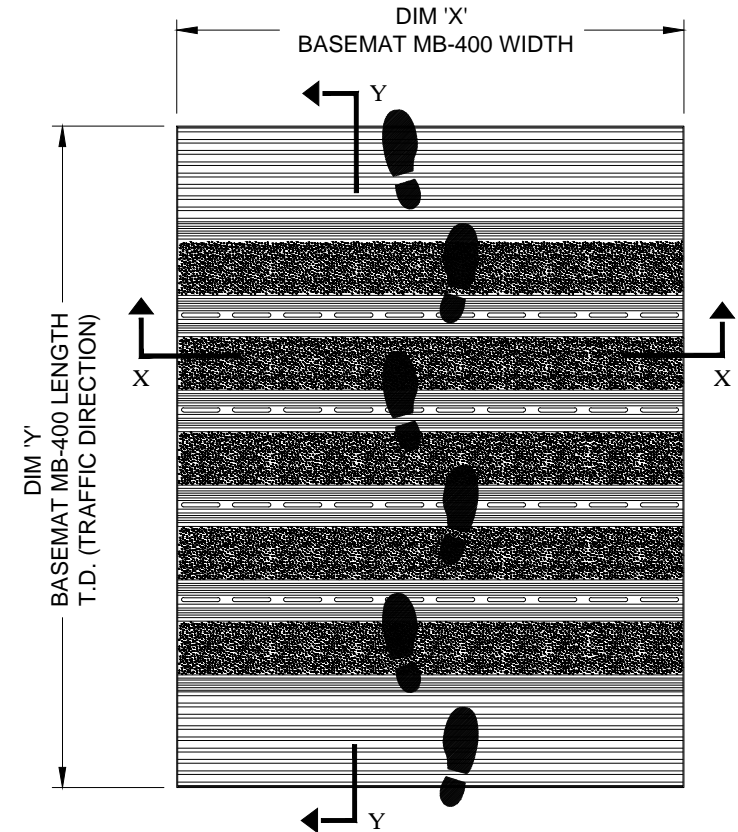 DIM 'X'
BASEMAT MB-400 WIDTH
Y
X
X
DIM 'Y'
BASEMAT MB-400 LENGTH
T.D. (TRAFFIC DIRECTION)
Y